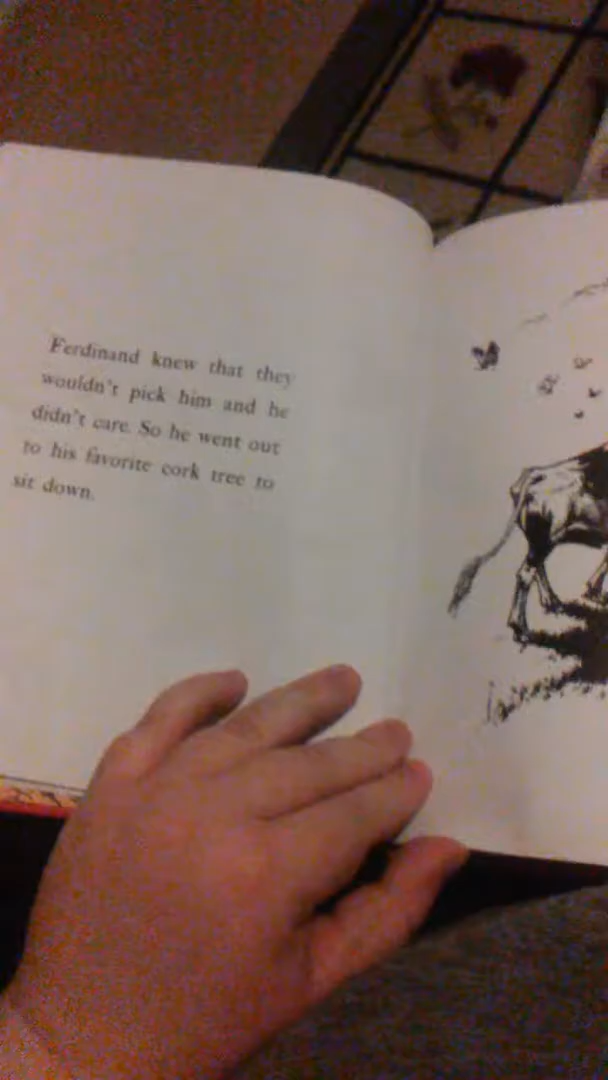 Ferdinand knew that they
wouldn't pick him and he
didn't care. So he went out
to his favorite cork tree to
sit down.